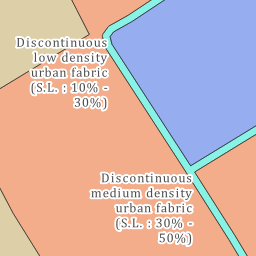 Discontinuous
low density
urban fabric
(S.L. : 10% -
30%)
Discontinuous
medium density
urban fabric
(S.L. : 30% -
50%)